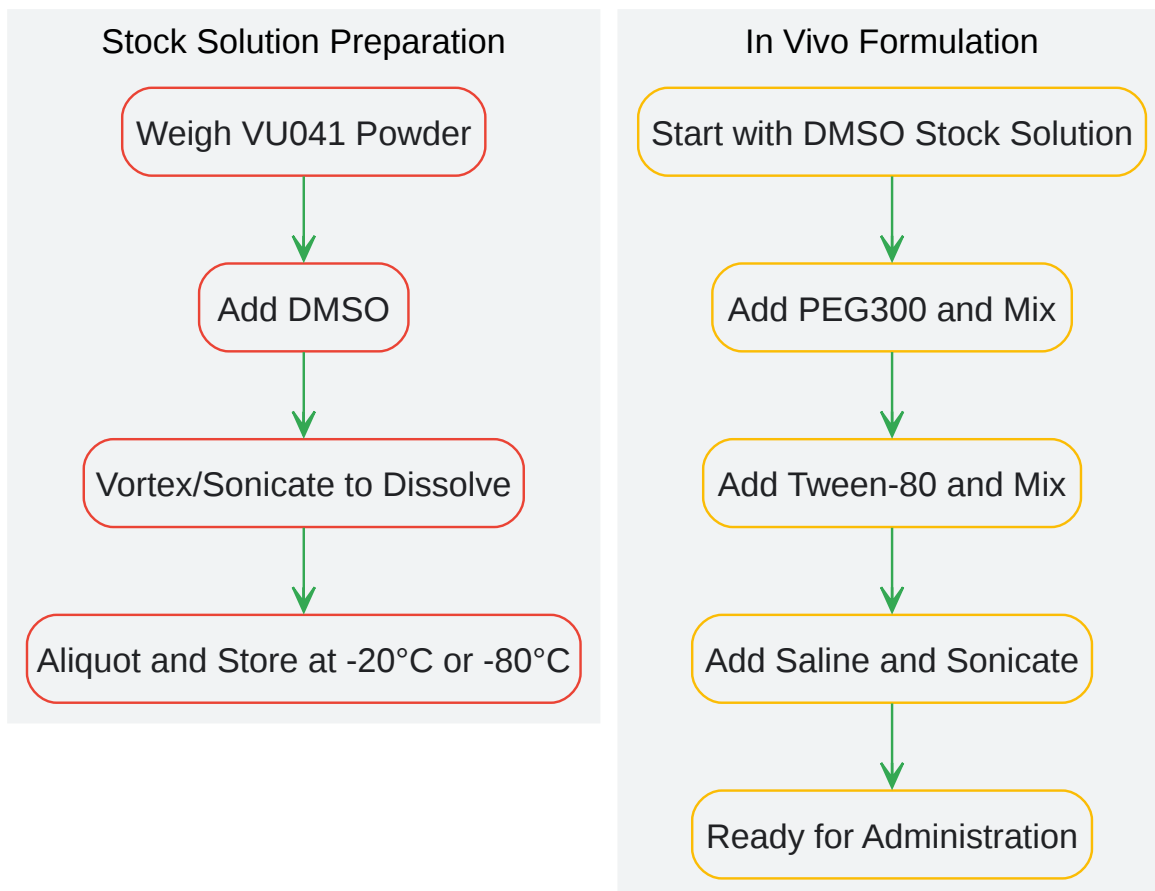 Stock Solution Preparation
Weigh VU041 Powder
Add DMSO
Vortex/Sonicate to Dissolve
Aliquot and Store at -20°C or -80°C
In Vivo Formulation
Start with DMSO Stock Solution
Add PEG300 and Mix
Add Tween-80 and Mix
Add Saline and Sonicate
Ready for Administration